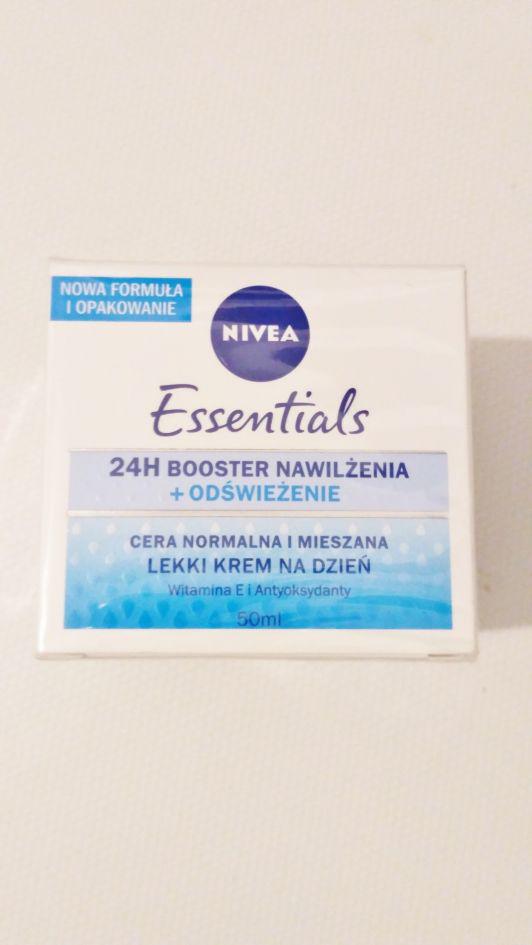 NOWA FORMUŁA
I OPAKOWANIE
NIVEA
Essentials
24H BOOSTER NAWILŻENIA
+ ODŚWIEŻENIE
CERA NORMALNA I MIESZANA
LEKKI KREM NA DZIEŃ
Witamina E i Antyoksydanty
50ml